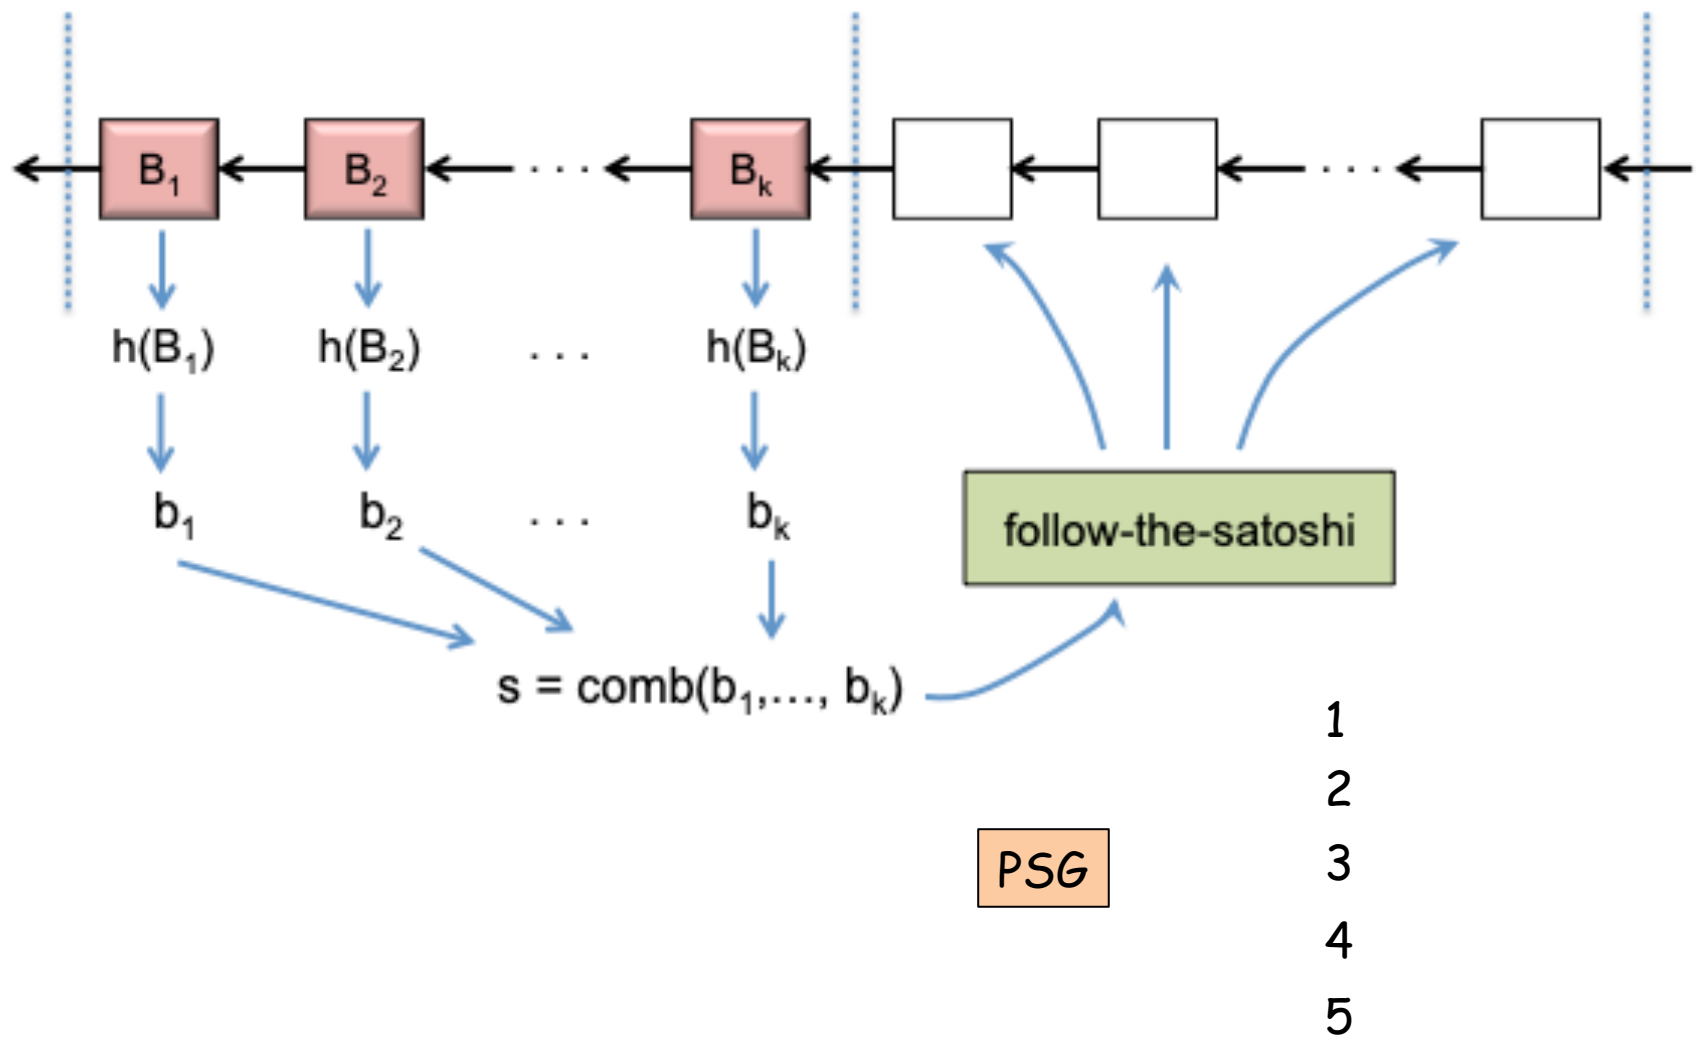 B₁ B₂ · · · Bₖ · · ·
h(B₁) h(B₂) . . . h(Bₖ)
b₁ b₂ . . . bₖ
follow-the-satoshi
s = comb(b₁,..., bₖ)
1
2
PSG 3
4
5